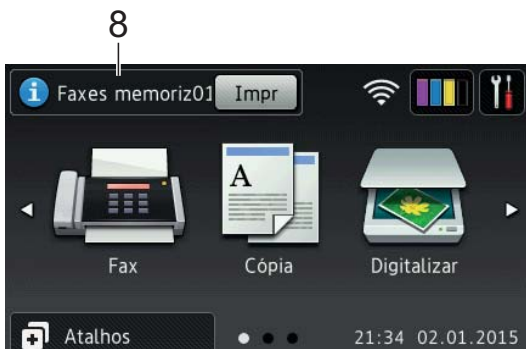 8
Faxes memoriz01 Impr
A
Fax Cópia Digitalizar
Atalhos 21:34 02.01.2015